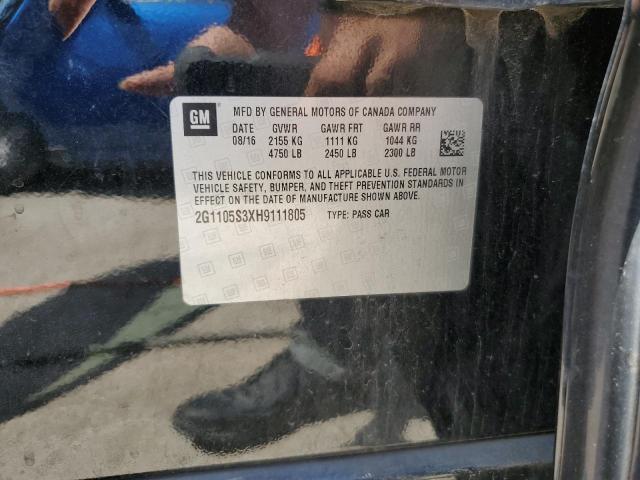 GM
MFD BY GENERAL MOTORS OF CANADA COMPANY
DATE GVWR GAWR FRT GAWR RR
08/16 2155 KG 1111 KG 1044 KG
4750 LB 2450 LB 2300 LB
THIS VEHICLE CONFORMS TO ALL APPLICABLE U.S. FEDERAL MOTOR
VEHICLE SAFETY, BUMPER, AND THEFT PREVENTION STANDARDS IN
EFFECT ON THE DATE OF MANUFACTURE SHOWN ABOVE.
2G1105S3XH9111805 TYPE: PASS CAR